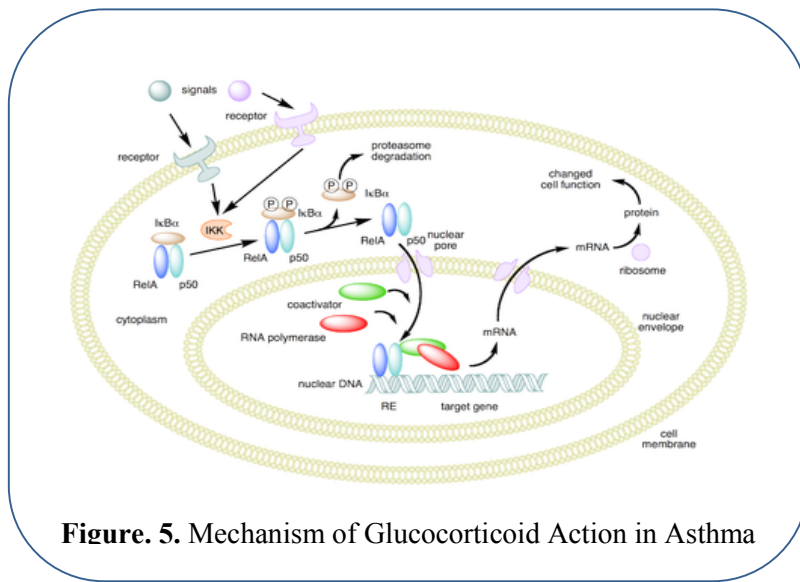 signals
receptor
receptor
proteasome
degradation
P P
IκBα
changed
cell function
IκBα
IKK
P P
IκBα
protein
RelA
p50
nuclear
pore
mRNA
ribosome
RelA
p50
RelA
p50
cytoplasm
coactivator
nuclear
envelope
RNA polymerase
mRNA
nuclear DNA
RE
target gene
cell
membrane
Figure. 5. Mechanism of Glucocorticoid Action in Asthma